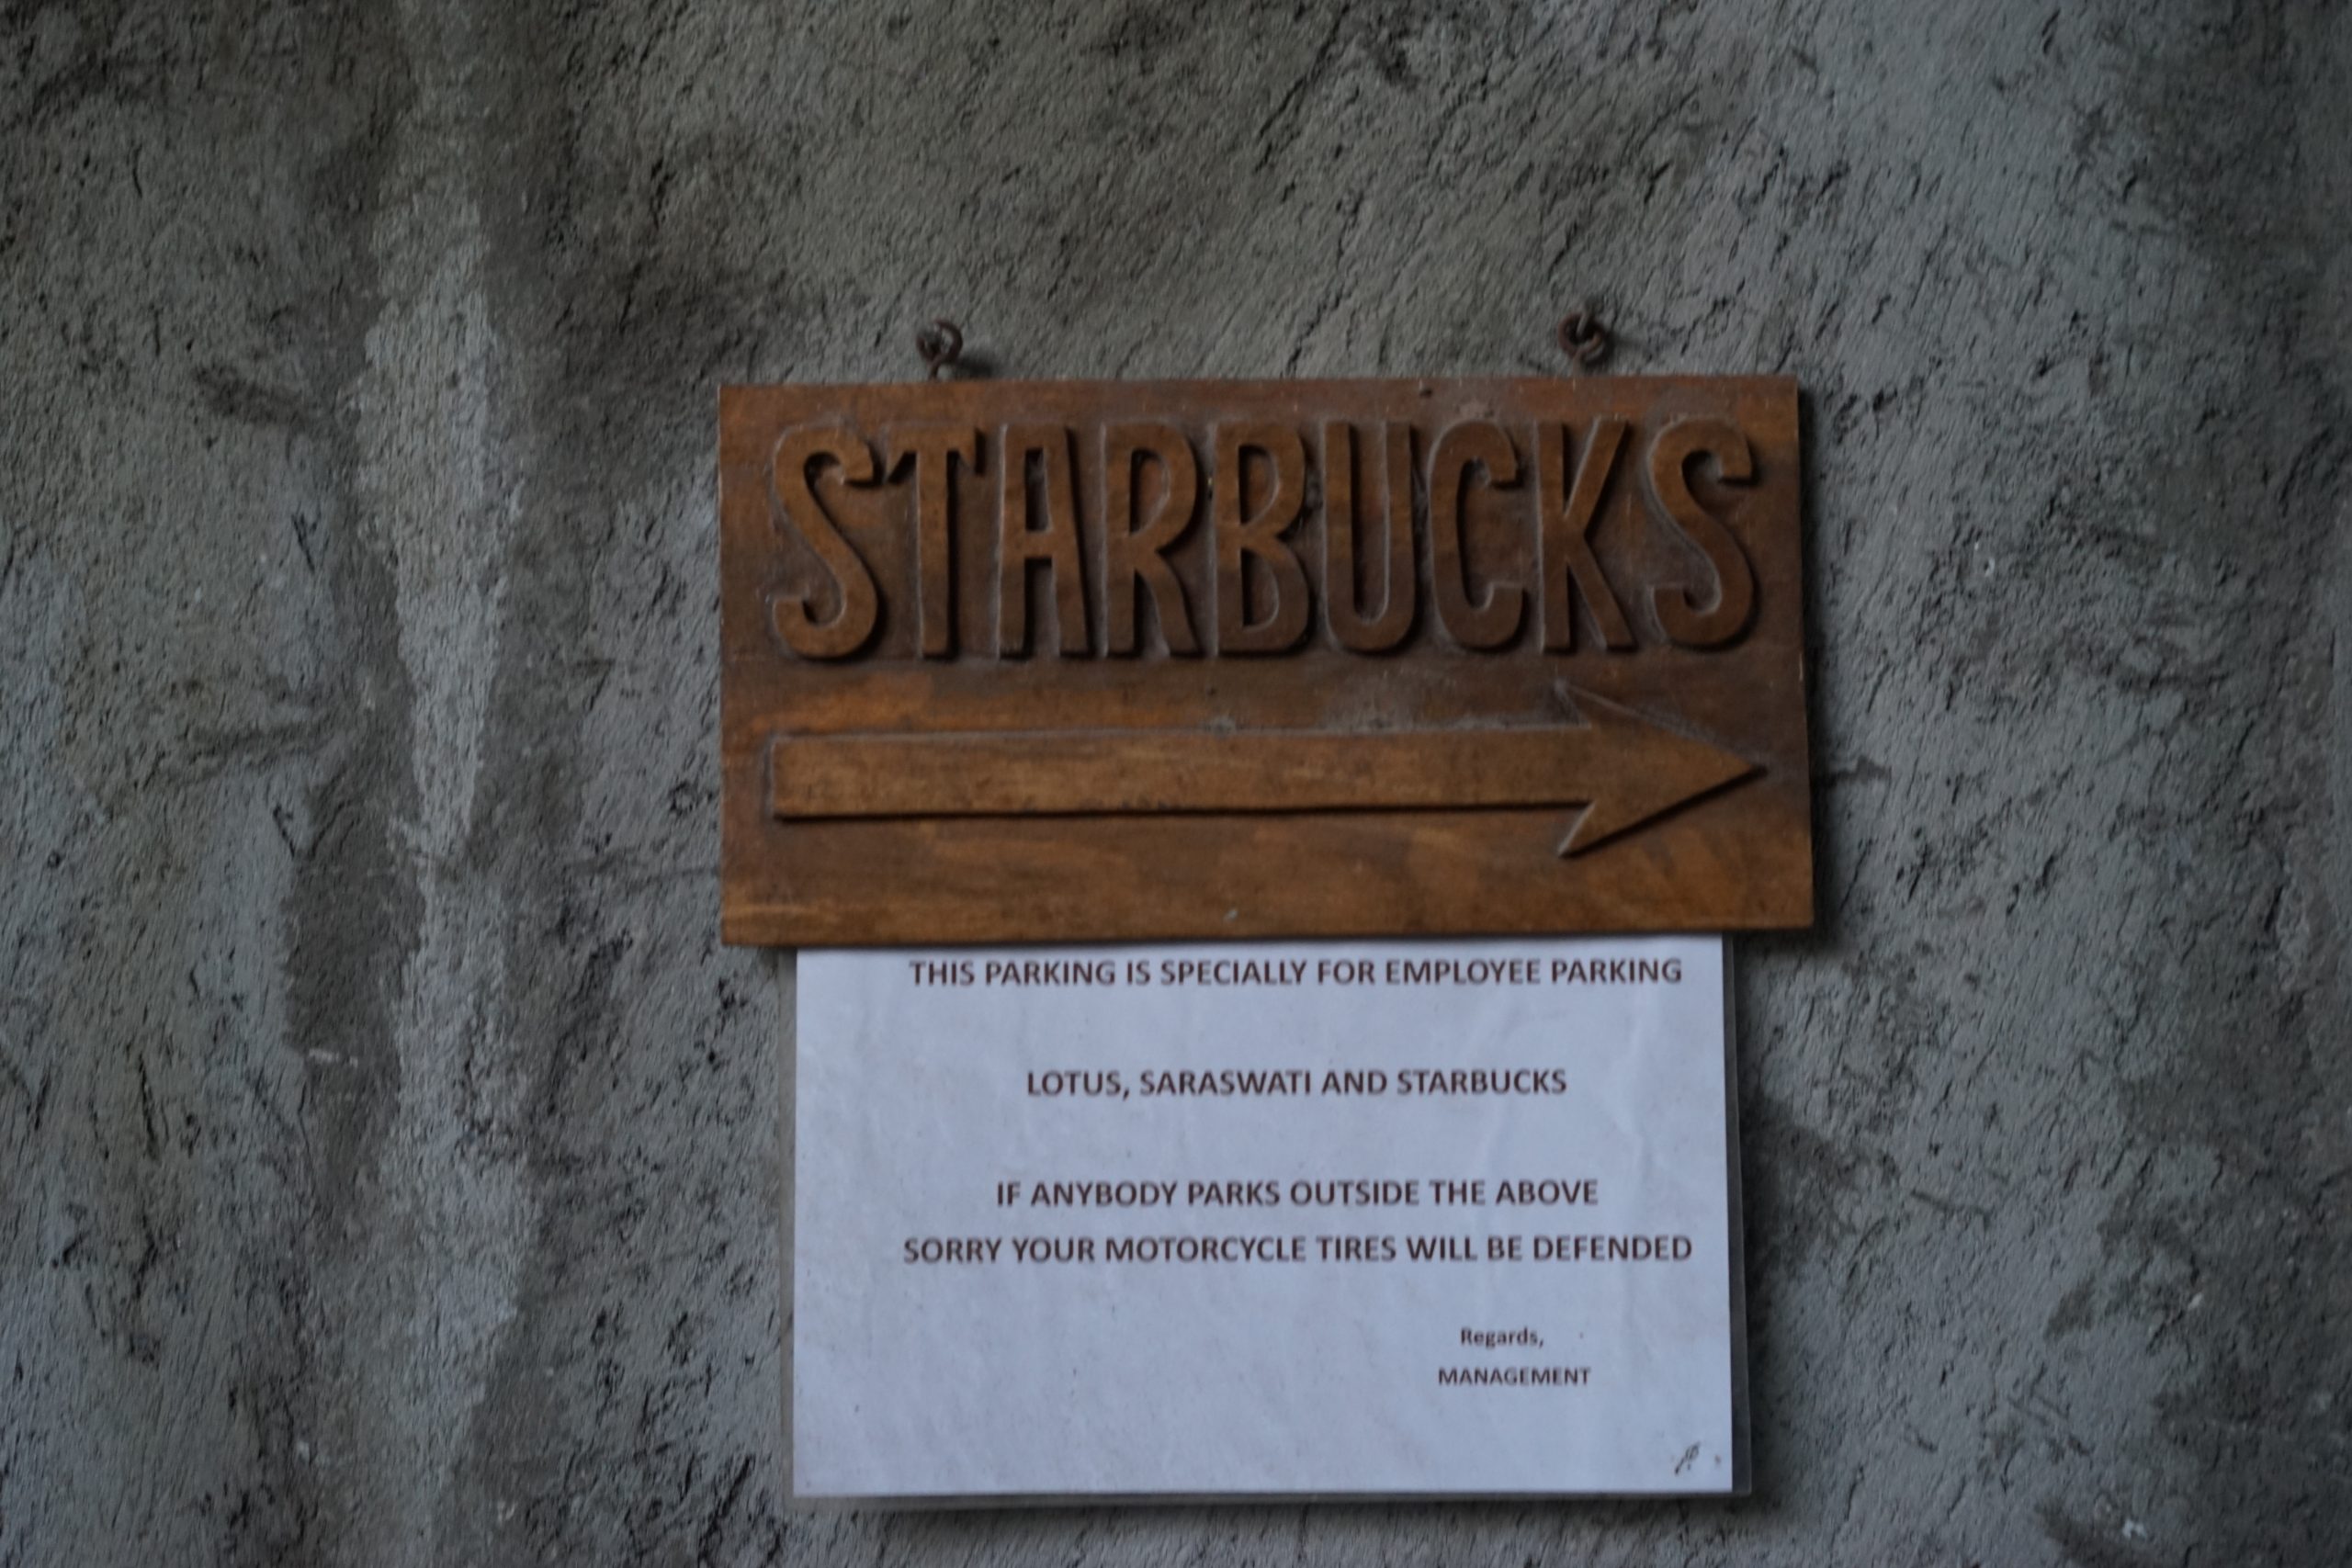 STARBUCKS
THIS PARKING IS SPECIALLY FOR EMPLOYEE PARKING
LOTUS, SARASWATI AND STARBUCKS
IF ANYBODY PARKS OUTSIDE THE ABOVE
SORRY YOUR MOTORCYCLE TIRES WILL BE DEFENDED
Regards,
MANAGEMENT